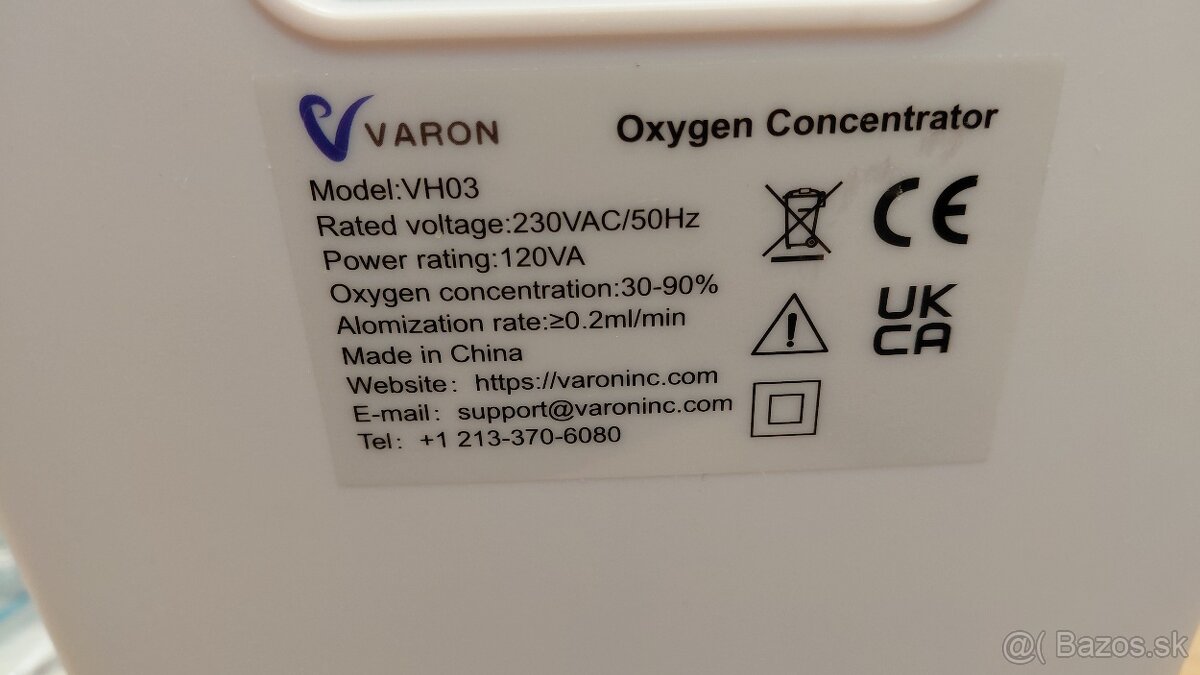 VARON
Oxygen Concentrator
Model:VH03
Rated voltage:230VAC/50Hz
Power rating:120VA
Oxygen concentration:30-90%
Alomization rate:≥0.2ml/min
Made in China
Website: https://varoninc.com
E-mail: support@varoninc.com
Tel: +1 213-370-6080
CE
UK
CA
@( Bazos.sk